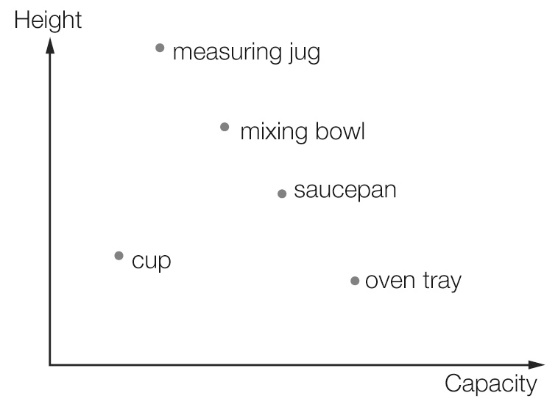 Height
measuring jug
mixing bowl
saucepan
cup
oven tray
Capacity